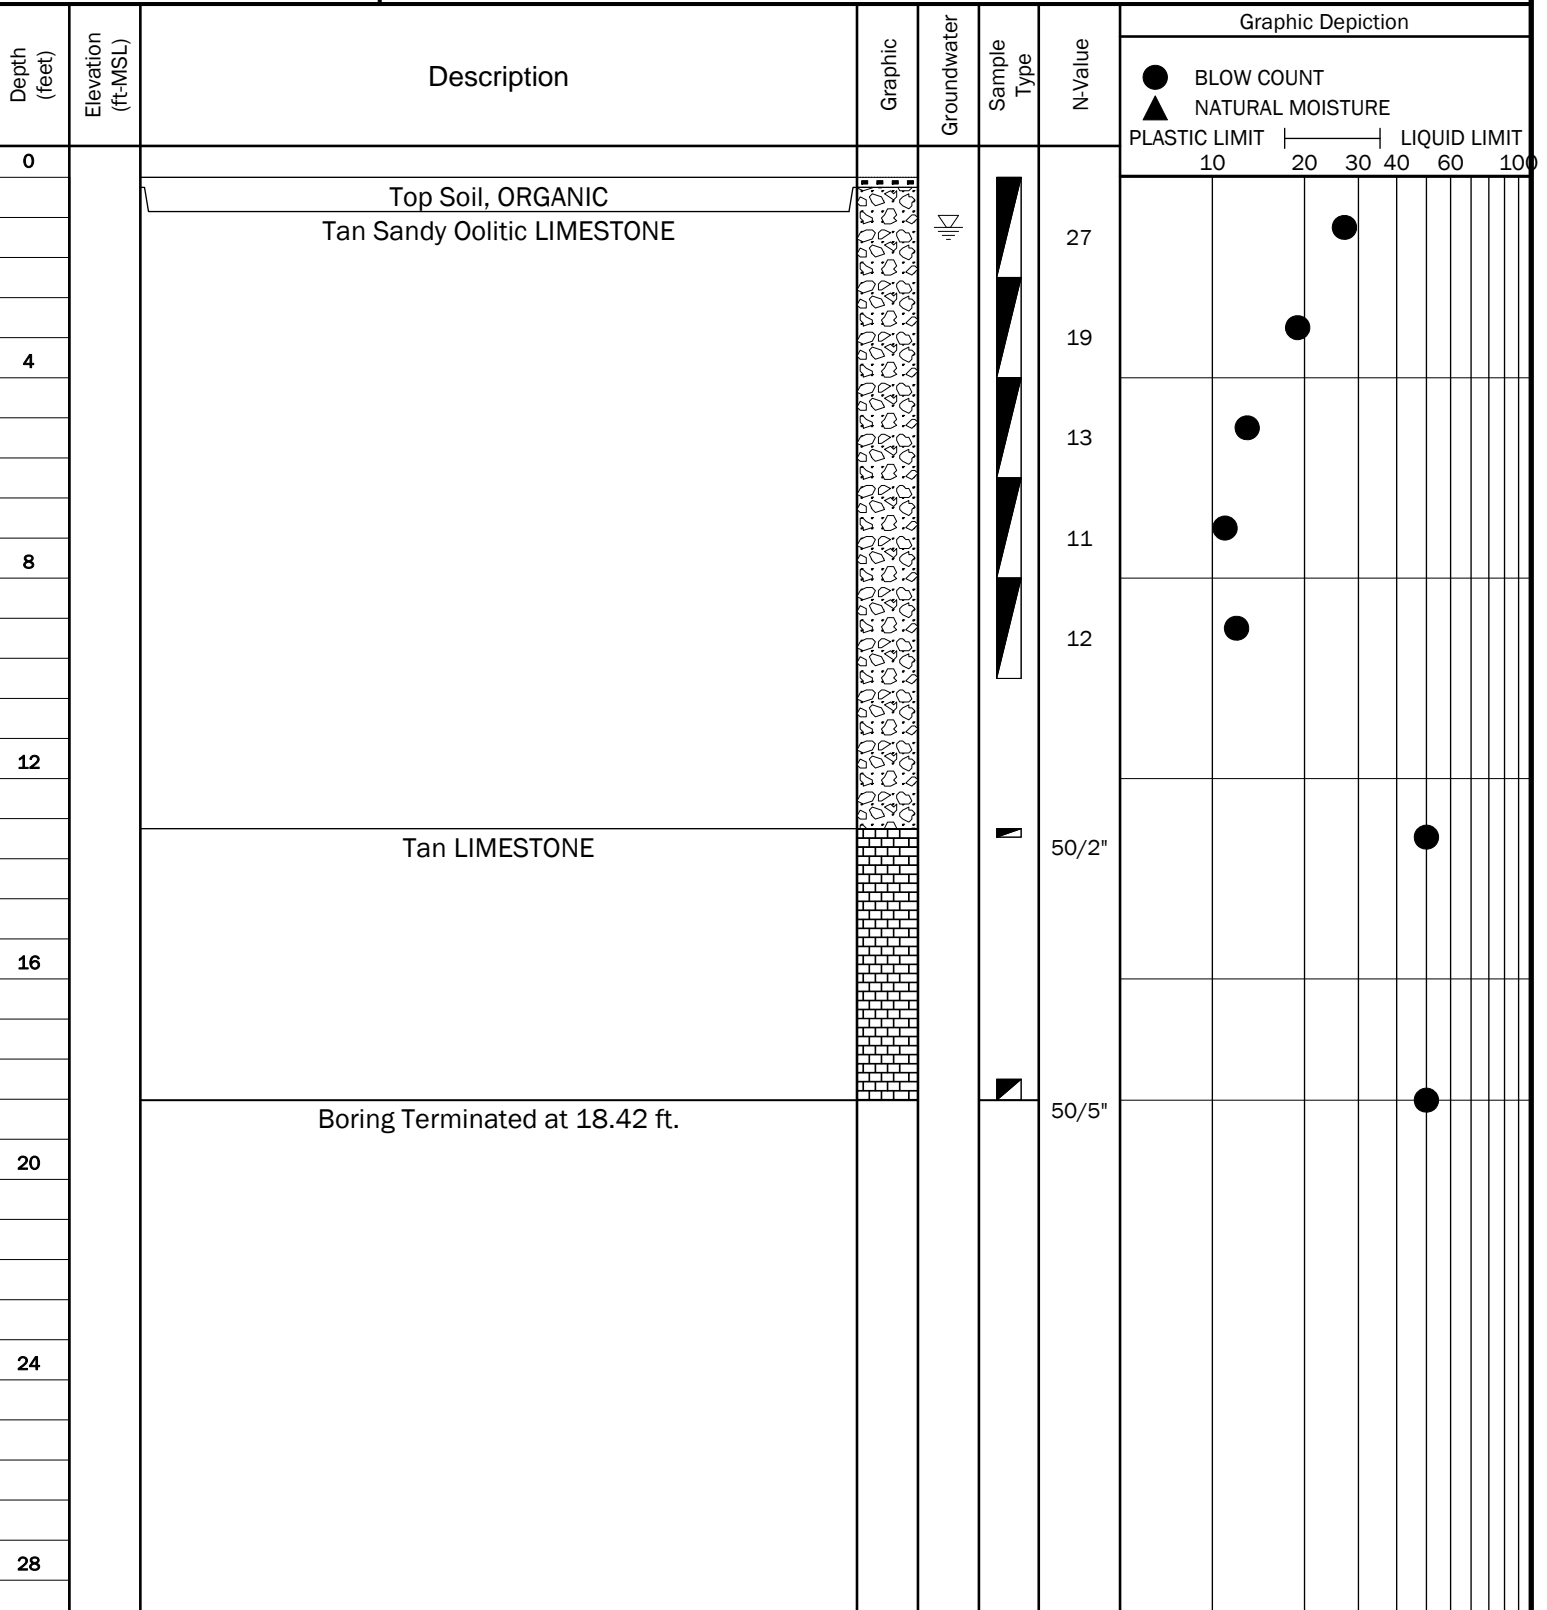 Depth
(feet)
Elevation
(ft-MSL)
Description
Graphic
Groundwater
Sample
Type
N-Value
Graphic Depiction
BLOW COUNT
NATURAL MOISTURE
PLASTIC LIMIT LIQUID LIMIT
10 20 30 40 60 100
0
Top Soil, ORGANIC
Tan Sandy Oolitic LIMESTONE
27
19
4
13
11
8
12
12
Tan LIMESTONE
50/2"
16
50/5"
Boring Terminated at 18.42 ft.
20
24
28